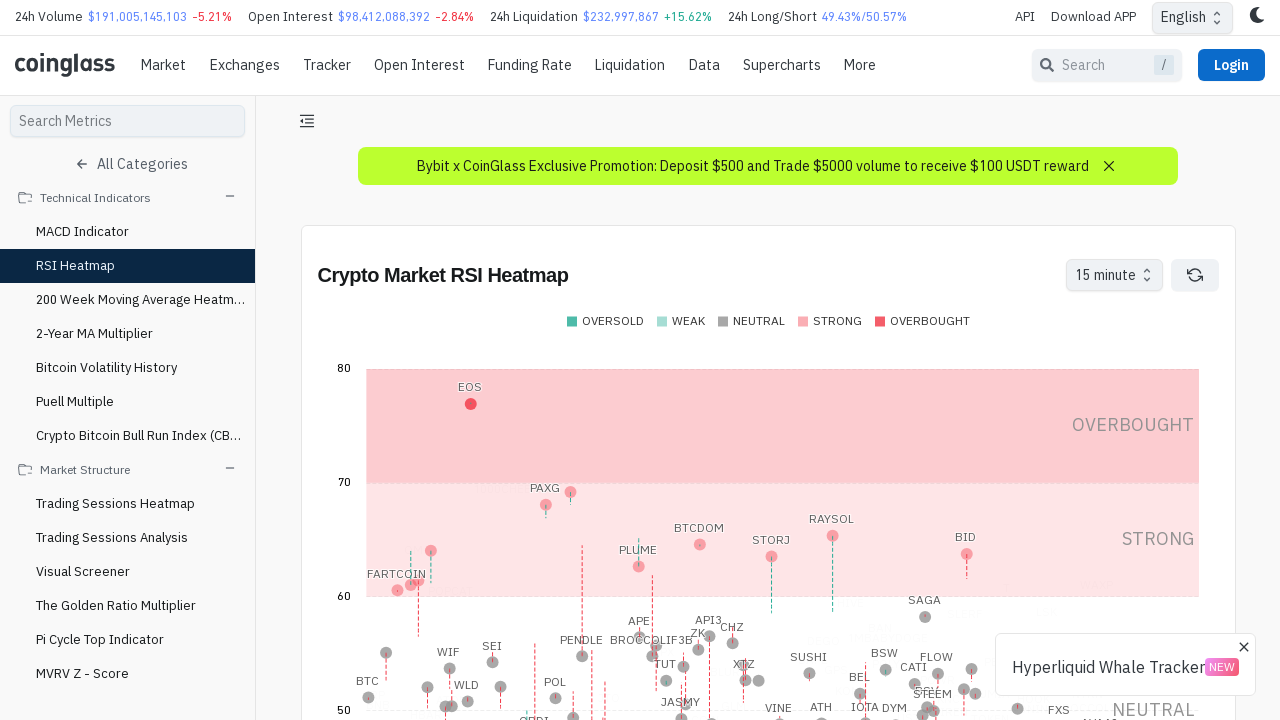 24h Volume $191,005,145,103 -5.21% Open Interest $98,412,088,392 -2.84% 24h Liquidation $232,997,867 +15.62% 24h Long/Short 49.43%/50.57% API Download APP English
coinglass Market Exchanges Tracker Open Interest Funding Rate Liquidation Data Supercharts More Search / Login
Search Metrics
All Categories
Technical Indicators
MACD Indicator
RSI Heatmap
200 Week Moving Average Heatm...
2-Year MA Multiplier
Bitcoin Volatility History
Puell Multiple
Crypto Bitcoin Bull Run Index (CB...
Market Structure
Trading Sessions Heatmap
Trading Sessions Analysis
Visual Screener
The Golden Ratio Multiplier
Pi Cycle Top Indicator
MVRV Z - Score
Bybit x CoinGlass Exclusive Promotion: Deposit $500 and Trade $5000 volume to receive $100 USDT reward
Crypto Market RSI Heatmap
15 minute
OVERSOLD WEAK NEUTRAL STRONG OVERBOUGHT
80
EOS
OVERBOUGHT
70
PAXG
RAYSOL
BTCDOM
STORJ
BID
STRONG
PLUME
FARTCOIN
60
SAGA
APE
API3
CHZ
ZK
PENDLE
BROCCOLIF3B
SEI
WIF
TUT
SUSHI
BSW
FLOW
CATI
BTC
POL
WLD
BEL
STEEM
JASMY
VINE
ATH
IOTA
DYM
FXS
50
NEUTRAL
Hyperliquid Whale Tracker NEW